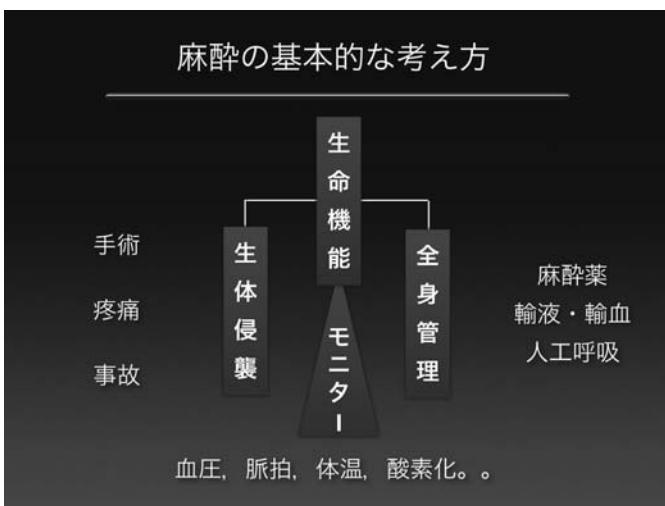 麻酔の基本的な考え方
生命機能
手術
疼痛
事故
生体侵襲
モニター
全身管理
麻酔薬
輸液・輸血
人工呼吸
血圧，脈拍，体温，酸素化。。